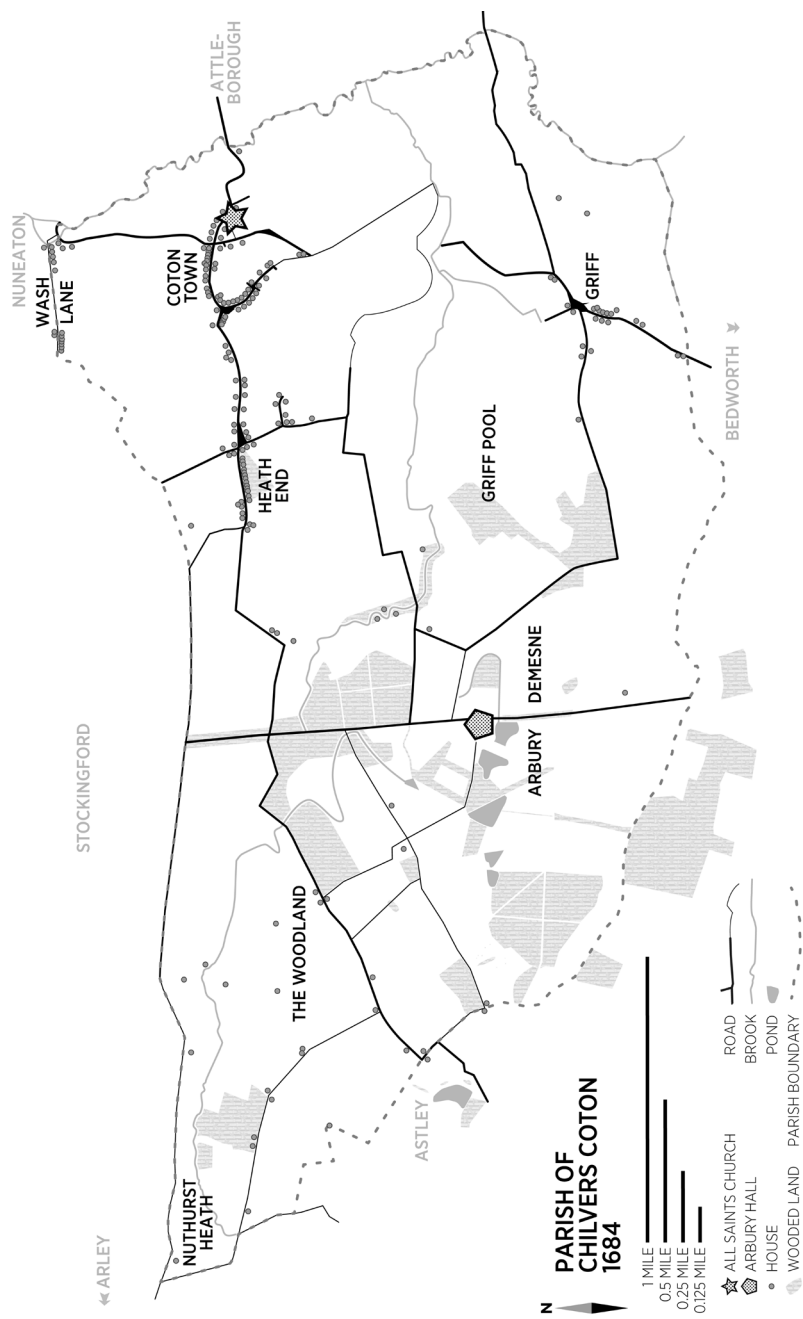 ARLEY
STOCKINGFORD
NUNEATON
ATTLE-
BOROUGH
WASH
LANE
COTON
TOWN
NUTHURST
HEATH
THE WOODLAND
HEATH
END
ASTLEY
ARBURY DEMESNE
GRIFF POOL
GRIFF
BEDWORTH
N
PARISH OF
CHILVERS COTON
1684
1 MILE
0.5 MILE
0.25 MILE
0.125 MILE
ALL SAINTS CHURCH
ARBURY HALL
HOUSE
WOODED LAND
ROAD
BROOK
POND
PARISH BOUNDARY